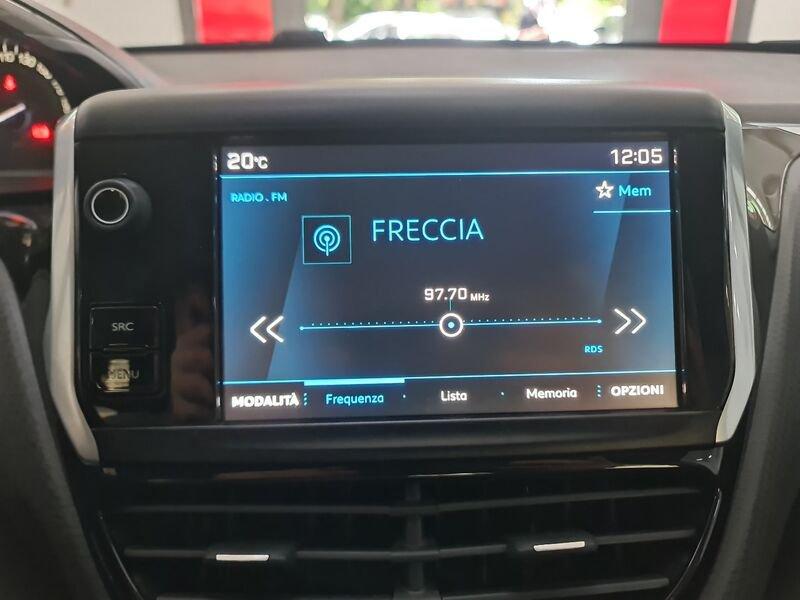 20°C 12:05
RADIO . FM
☆ Mem
FRECCIA
97.70 MHz
RDS
SRC
MENU
MODALITÀ Frequenza Lista Memoria OPZIONI